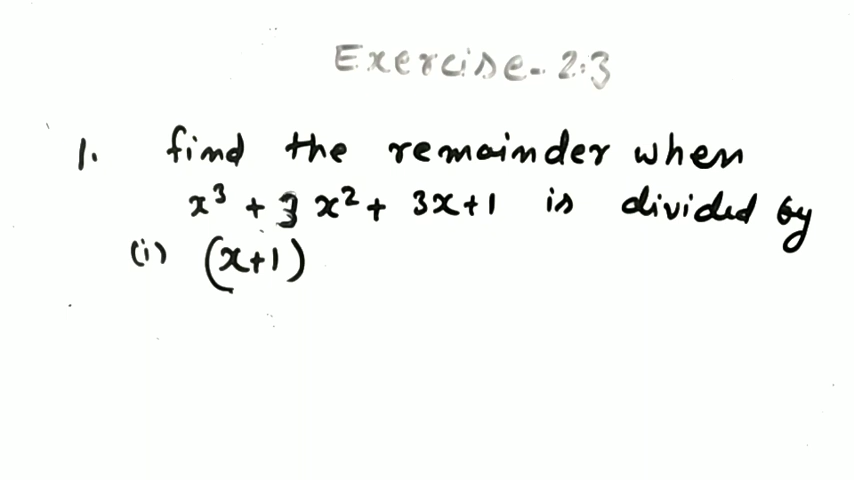 Exercise-2.3
1. find the remainder when
x³ + 3x² + 3x+1 is divided by
(i) (x+1)